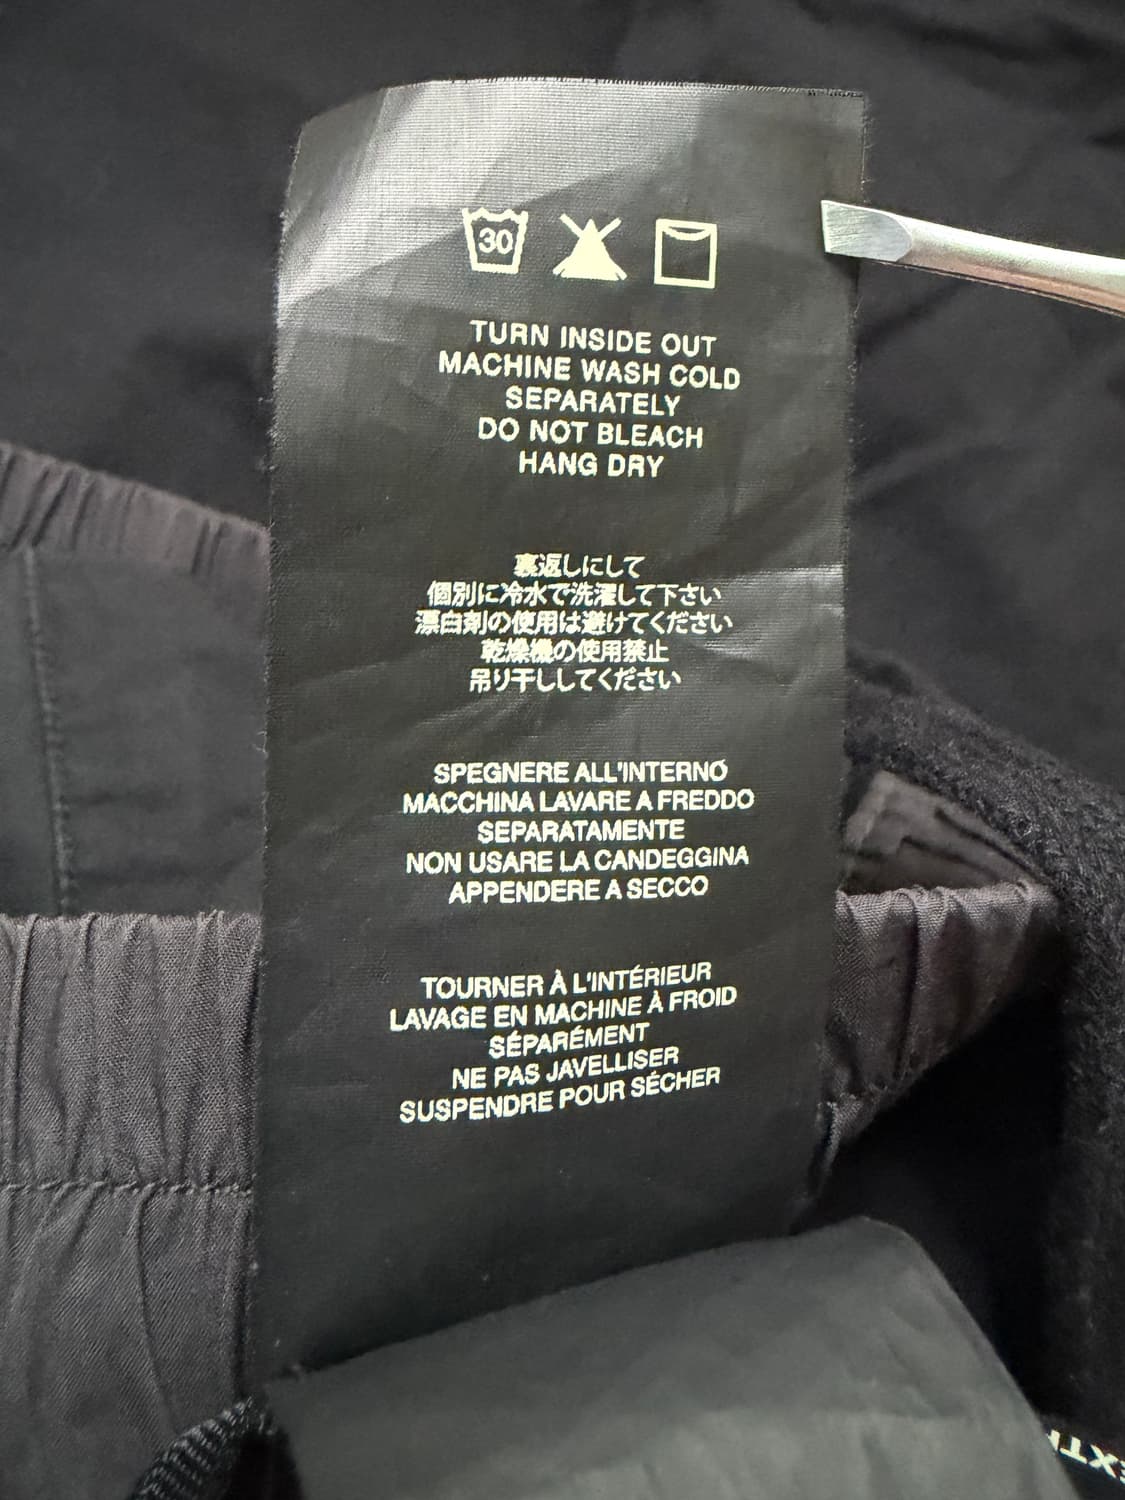 30
TURN INSIDE OUT
MACHINE WASH COLD
SEPARATELY
DO NOT BLEACH
HANG DRY
裏返しにして
個別に冷水で洗濯して下さい
漂白剤の使用は避けてください
乾燥機の使用禁止
吊り干ししてください
SPEGNERE ALL'INTERNO
MACCHINA LAVARE A FREDDO
SEPARATAMENTE
NON USARE LA CANDEGGINA
APPENDERE A SECCO
TOURNER À L'INTÉRIEUR
LAVAGE EN MACHINE À FROID
SÉPARÉMENT
NE PAS JAVELLISER
SUSPENDRE POUR SÉCHER